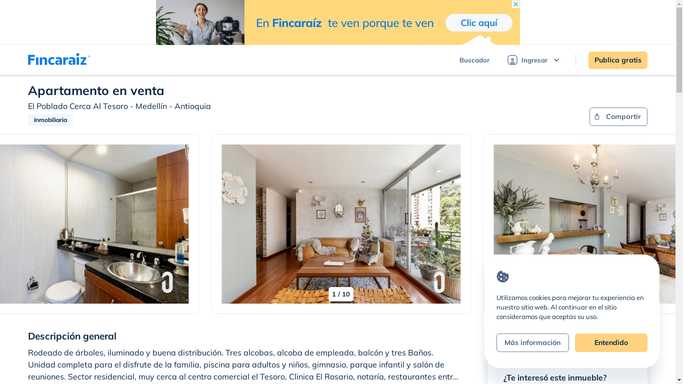 En Fincaraíz te ven porque te ven
Clic aquí
Fincaraíz
Buscador
Ingresar
Publica gratis
Apartamento en venta
El Poblado Cerca Al Tesoro - Medellín - Antioquia
Inmobiliaria
Compartir
1 / 10
Utilizamos cookies para mejorar tu experiencia en
nuestro sitio web. Al continuar en el sitio
consideramos que aceptas su uso.
Más información
Entendido
Descripción general
Rodeado de árboles, iluminado y buena distribución. Tres alcobas, alcoba de empleada, balcón y tres Baños.
Unidad completa para el disfrute de la familia, piscina para adultos y niños, gimnasio, parque infantil y salón de
reuniones. Sector residencial, muy cerca al centro comercial el Tesoro, Clínica El Rosario, notaría, restaurantes entr...
¿Te interesó este inmueble?